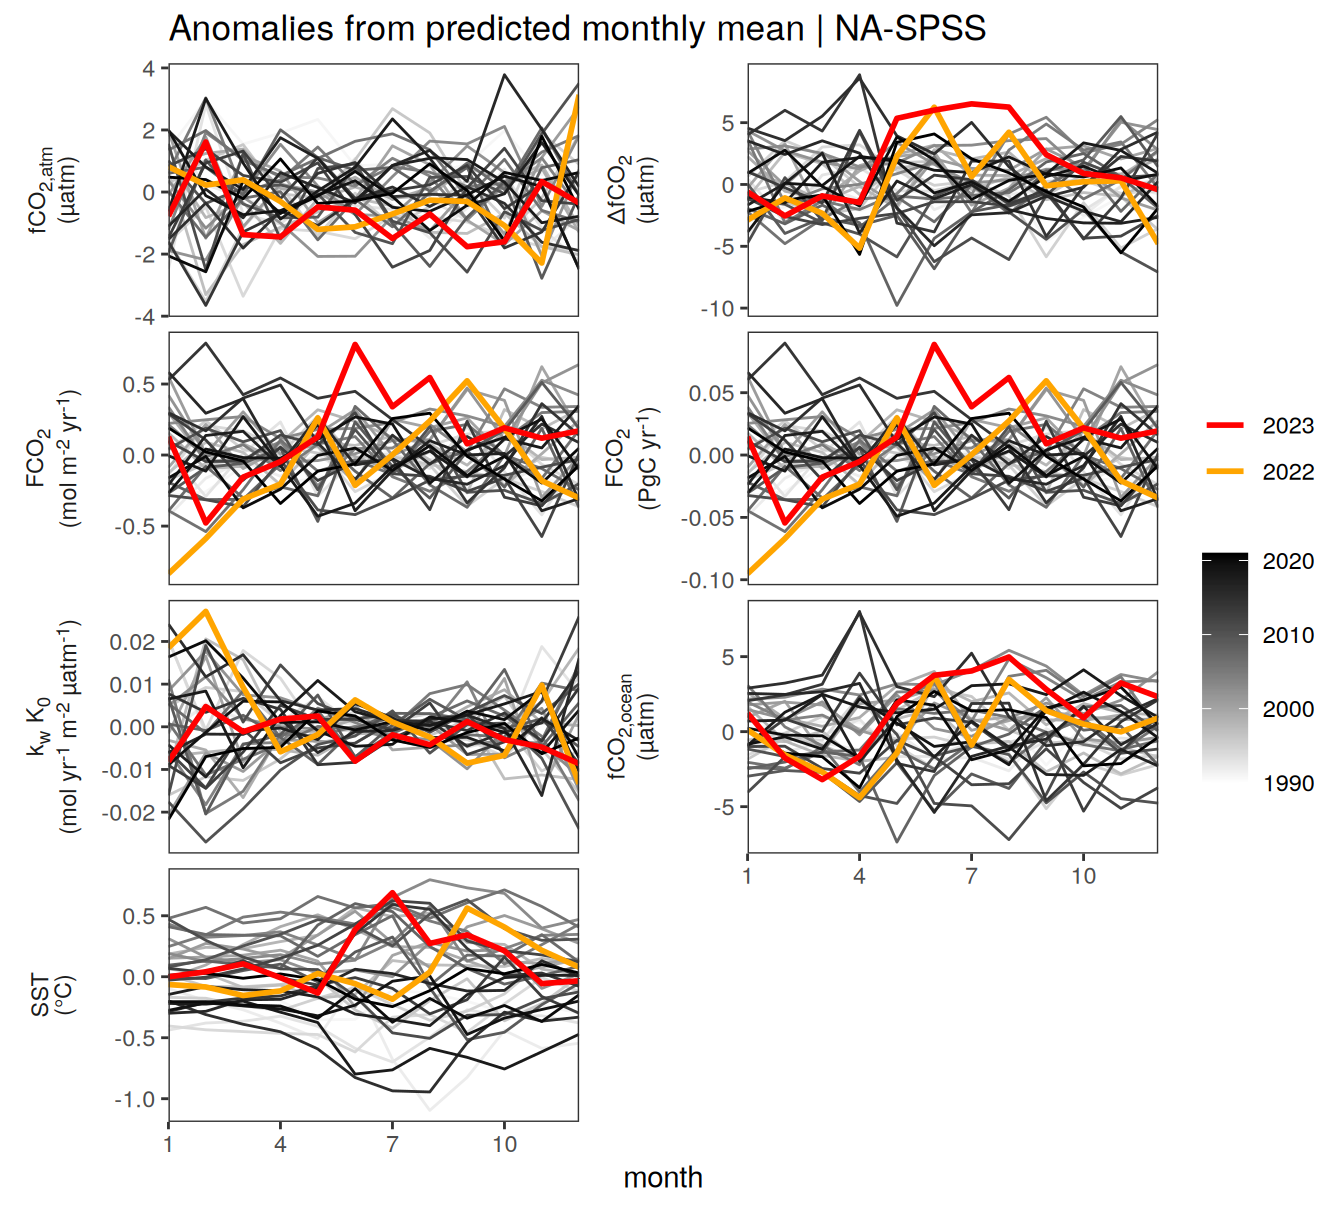 Anomalies from predicted monthly mean | NA-SPSS
fCO2,atm
(µatm)
4
2
0
-2
-4
ΔfCO2
(µatm)
5
0
-5
-10
FCO2
(mol m-2 yr-1)
0.5
0.0
-0.5
FCO2
(PgC yr-1)
0.05
0.00
-0.05
-0.10
kw K0
(mol yr-1 m-2 µatm-1)
0.02
0.01
0.00
-0.01
-0.02
fCO2,ocean
(µatm)
5
0
-5
1 4 7 10
SST
(°C)
0.5
0.0
-0.5
-1.0
1 4 7 10
month
2023
2022
2020
2010
2000
1990